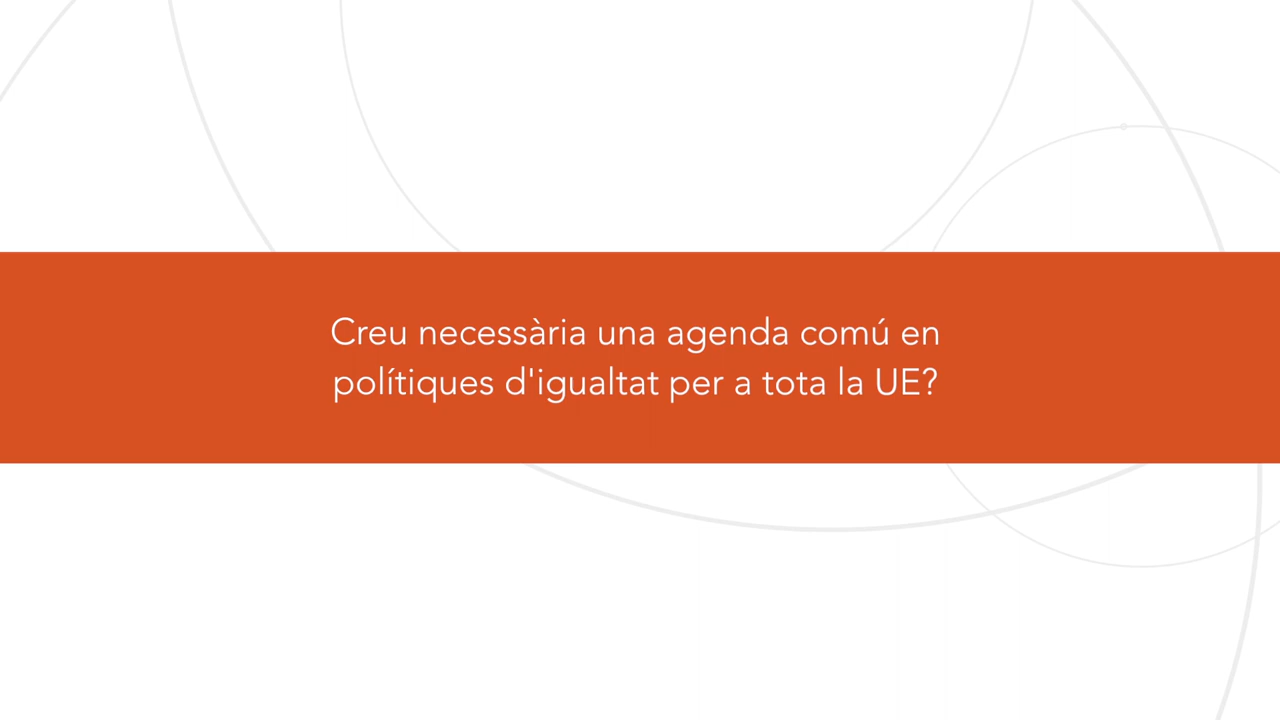 Creu necessària una agenda comú en
polítiques d'igualtat per a tota la UE?